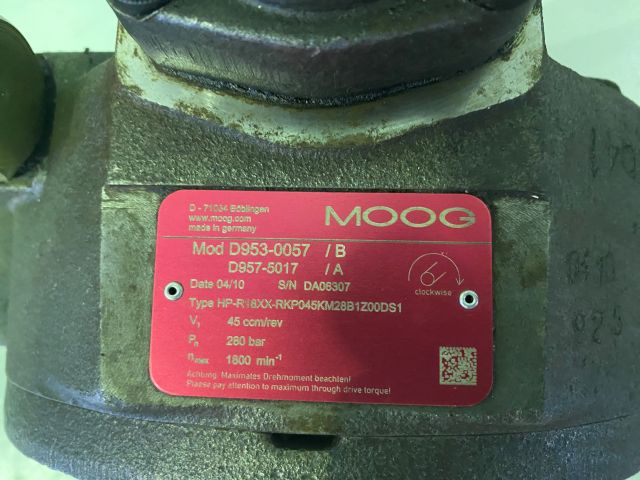 D - 71034 Böblingen
www.moog.com
made in germany
MOOG
Mod D953-0057 / B
D957-5017 / A
Date 04/10 S/N DA06307
clockwise
Type HP-R18XX-RKP045KM28B1Z00DS1
V₁ 45 ccm/rev
Pₙ 280 bar
nₘₐₓ 1800 min⁻¹
Achtung. Maximales Drehmoment beachten!
Please pay attention to maximum through drive torque!